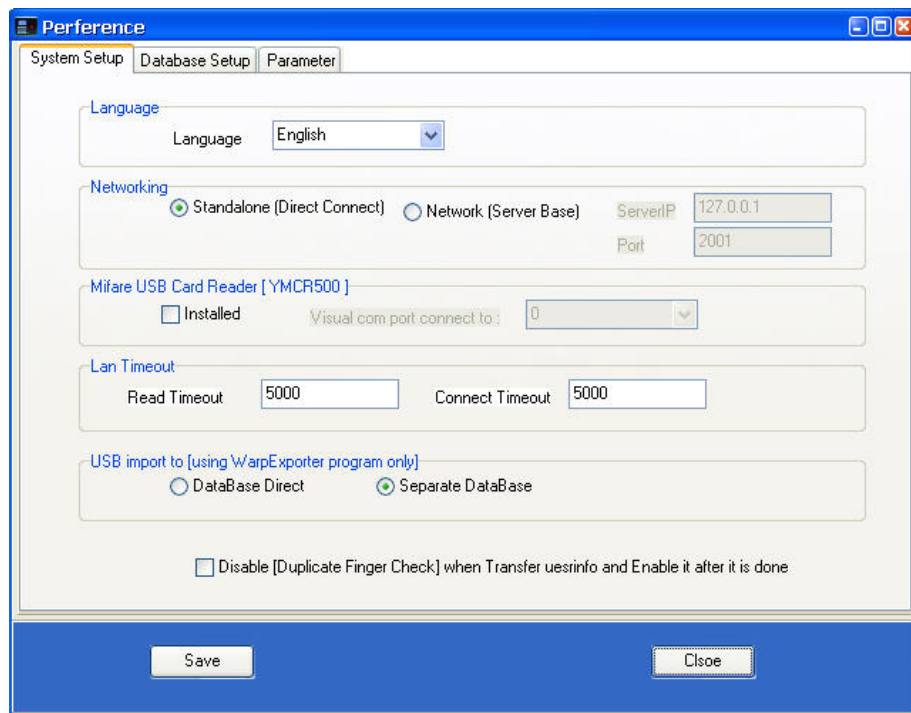 Perference
System Setup Database Setup Parameter
Language
Language English
Networking
Standalone (Direct Connect) Network (Server Base) ServerIP 127.0.0.1
Port 2001
Mifare USB Card Reader [ YMCR500 ]
Installed Visual com port connect to : 0
Lan Timeout
Read Timeout 5000 Connect Timeout 5000
USB import to [using WarpExporter program only]
DataBase Direct Separate DataBase
Disable [Duplicate Finger Check] when Transfer uesrinfo and Enable it after it is done
Save Clsoe